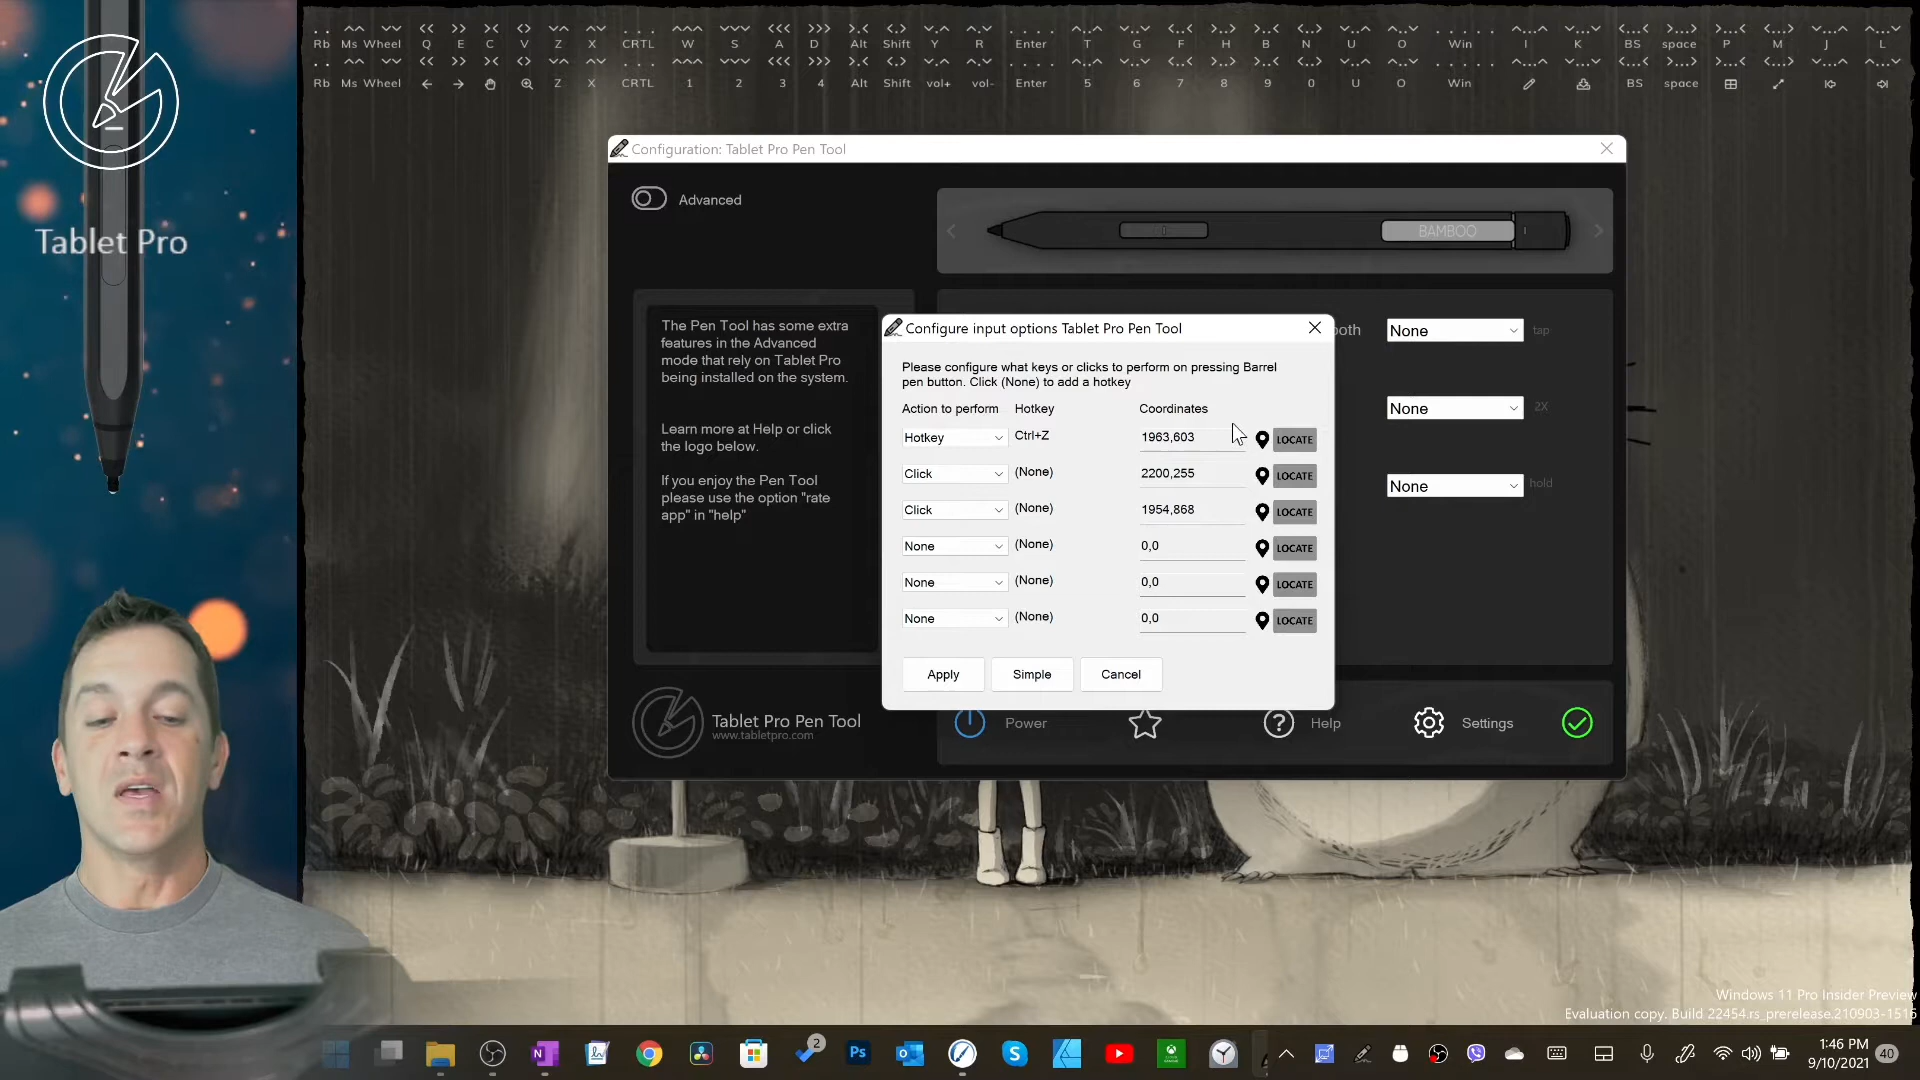 Rb Ms Wheel Q E C V Z X CRTL W S A D Alt Shift Y R Enter T G F H B N U O Win I K BS space P M J L
Rb Ms Wheel Z X CRTL 1 2 3 4 Alt Shift vol+ vol- Enter 5 6 7 8 9 0 U O Win BS space
Tablet Pro
Configuration: Tablet Pro Pen Tool
Advanced
BAMBOO
The Pen Tool has some extra
features in the Advanced
mode that rely on Tablet Pro
being installed on the system.
Learn more at Help or click
the logo below.
If you enjoy the Pen Tool
please use the option "rate
app" in "help"
ooth None tap
None 2X
None hold
Configure input options Tablet Pro Pen Tool
Please configure what keys or clicks to perform on pressing Barrel
pen button. Click (None) to add a hotkey
Action to perform Hotkey Coordinates
Hotkey Ctrl+Z 1963,603 LOCATE
Click (None) 2200,255 LOCATE
Click (None) 1954,868 LOCATE
None (None) 0,0 LOCATE
None (None) 0,0 LOCATE
None (None) 0,0 LOCATE
Apply Simple Cancel
Tablet Pro Pen Tool
www.tabletpro.com
Power Help Settings
Windows 11 Pro Insider Preview
Evaluation copy. Build 22454.rs_prerelease.210903-1516
2
Ps
1:46 PM
9/10/2021
40